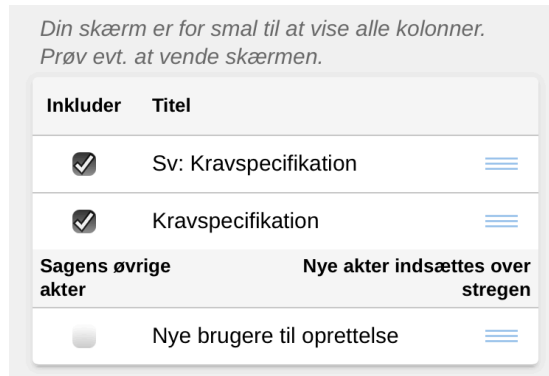 Din skærm er for smal til at vise alle kolonner.
Prøv evt. at vende skærmen.
Inkluder Titel
Sv: Kravspecifikation
Kravspecifikation
Sagens øvrige akter
Nye akter indsættes over stregen
Nye brugere til oprettelse